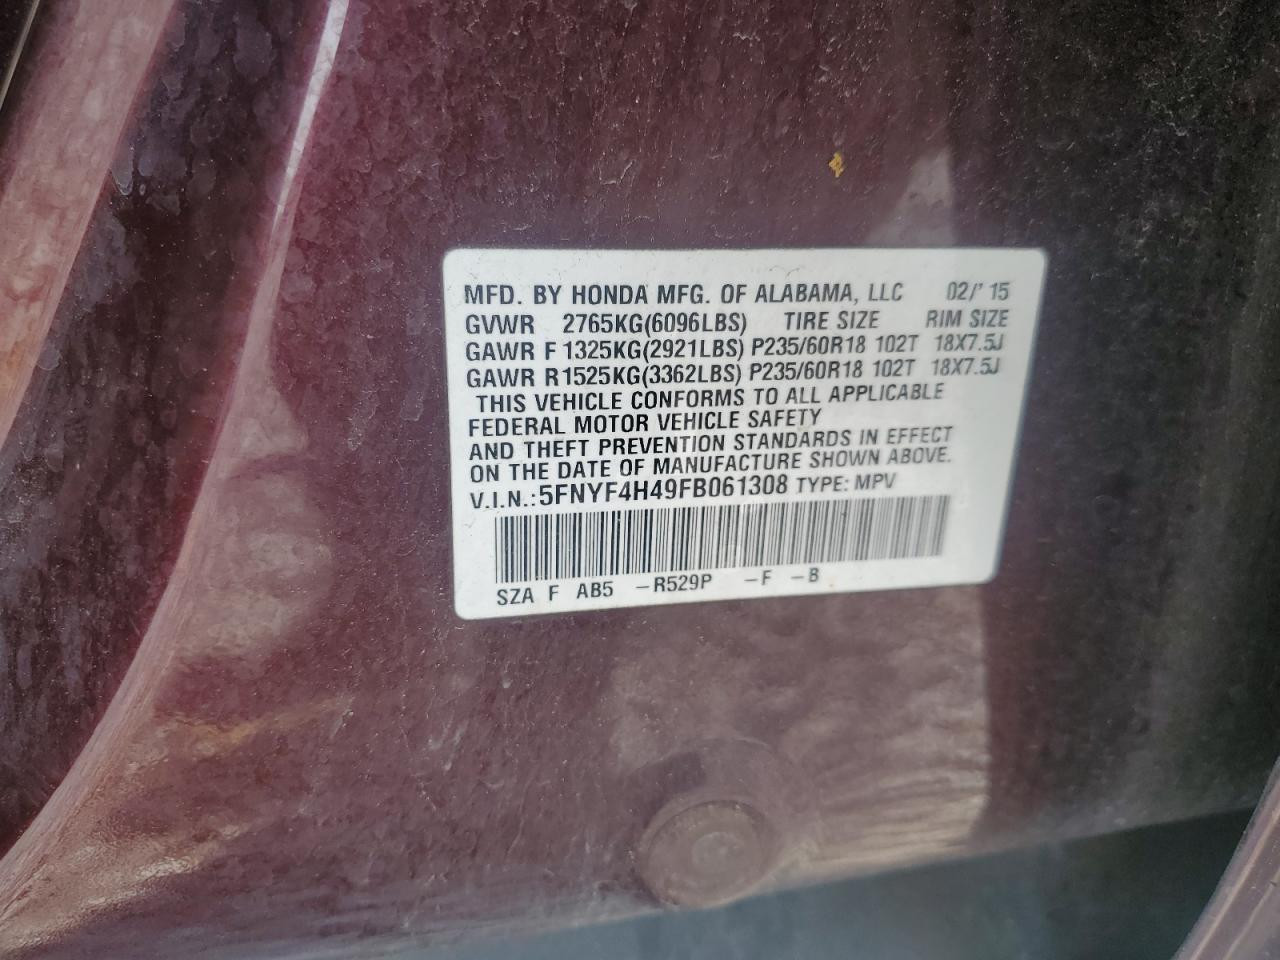 MFD. BY HONDA MFG. OF ALABAMA, LLC 02/'15
GVWR 2765KG(6096LBS) TIRE SIZE RIM SIZE
GAWR F 1325KG(2921LBS) P235/60R18 102T 18X7.5J
GAWR R 1525KG(3362LBS) P235/60R18 102T 18X7.5J
THIS VEHICLE CONFORMS TO ALL APPLICABLE
FEDERAL MOTOR VEHICLE SAFETY
AND THEFT PREVENTION STANDARDS IN EFFECT
ON THE DATE OF MANUFACTURE SHOWN ABOVE.
V.I.N.: 5FNYF4H49FB061308 TYPE: MPV
SZA F AB5 -R529P -F -B